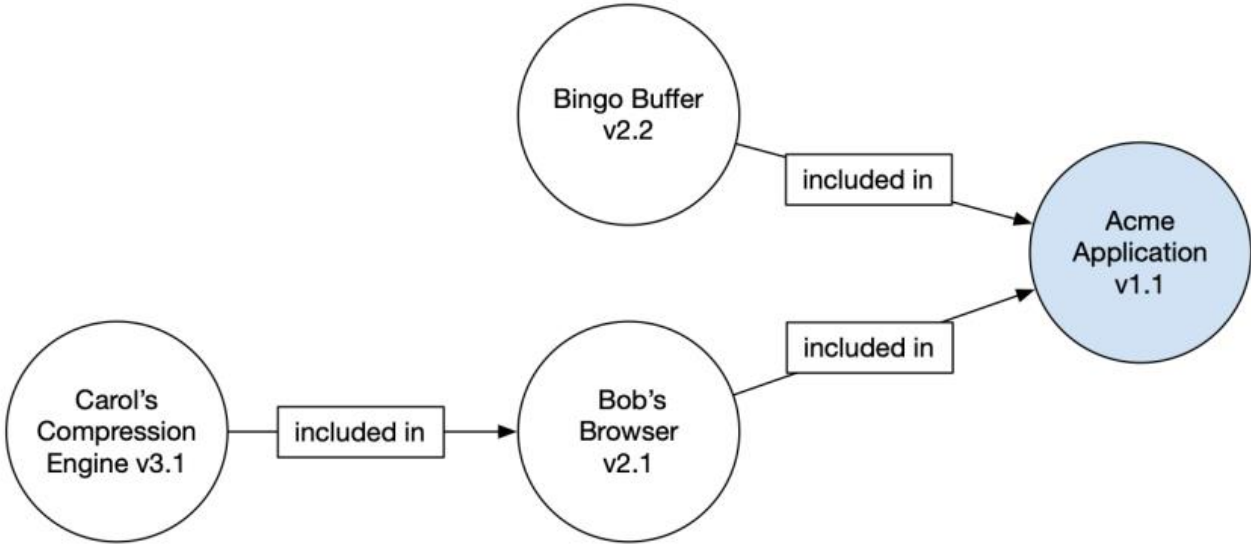 Bingo Buffer
v2.2
included in
Acme
Application
v1.1
included in
Carol’s
Compression
Engine v3.1
included in
Bob’s
Browser
v2.1